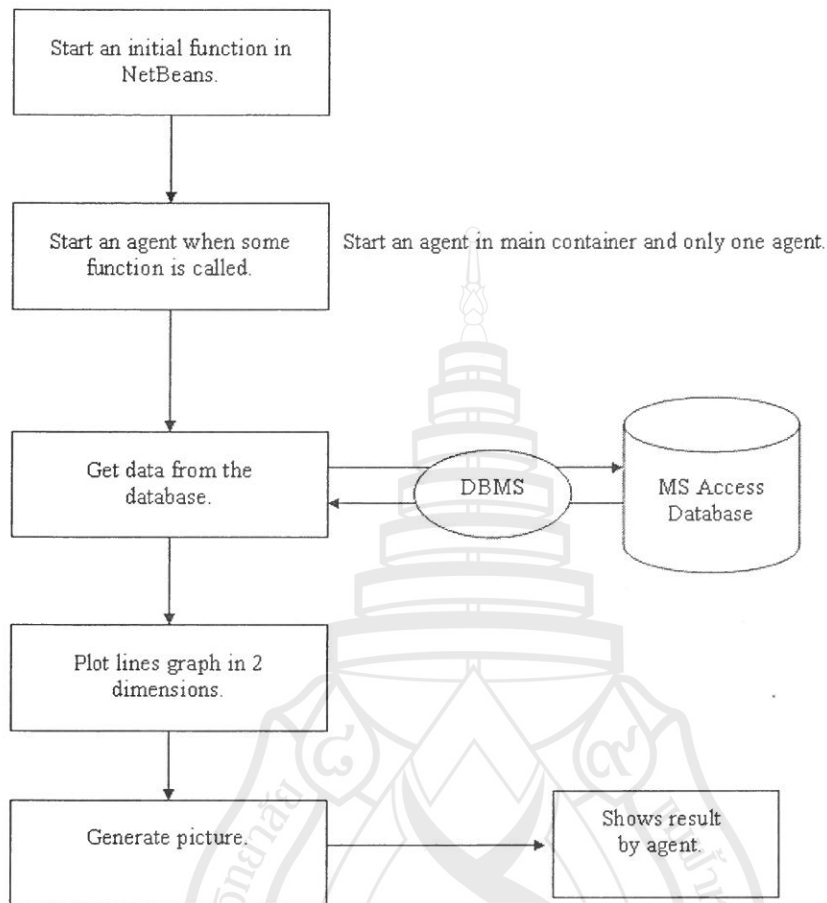 Start an initial function in
NetBeans.
Start an agent when some
function is called.
Start an agent in main container and only one agent.
Get data from the
database.
DBMS
MS Access
Database
Plot lines graph in 2
dimensions.
Generate picture.
Shows result
by agent.